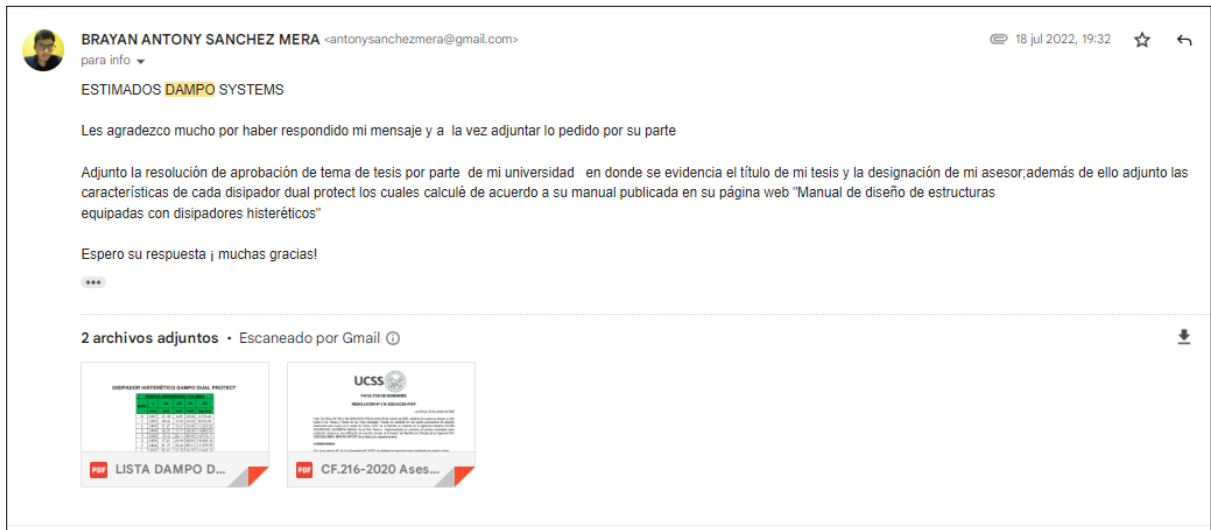 BRAYAN ANTONY SANCHEZ MERA <antonysanchezmera@gmail.com>
18 jul 2022, 19:32
para info
ESTIMADOS DAMPO SYSTEMS
Les agradezco mucho por haber respondido mi mensaje y a la vez adjuntar lo pedido por su parte
Adjunto la resolución de aprobación de tema de tesis por parte de mi universidad en donde se evidencia el título de mi tesis y la designación de mi asesor;además de ello adjunto las
características de cada disipador dual protect los cuales calculé de acuerdo a su manual publicada en su página web "Manual de diseño de estructuras
equipadas con disipadores histeréticos"
Espero su respuesta ¡ muchas gracias!
2 archivos adjuntos • Escaneado por Gmail
DISIPADOR HISTERÉTICO DAMPO DUAL PROTECT
UCSS
FACULTAD DE INGENIERÍA
PDF LISTA DAMPO D...
PDF CF.216-2020 Ases...